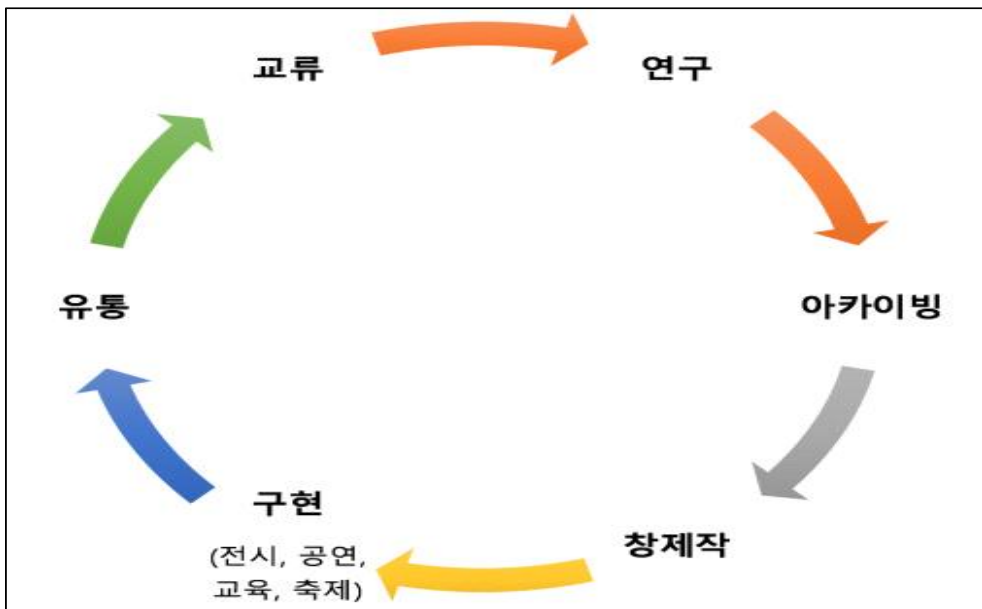 교류
연구
아카이빙
창제작
구현
(전시, 공연,
교육, 축제)
유통